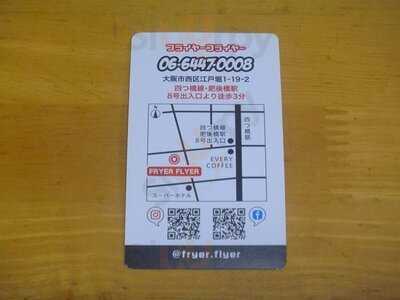 フライヤーフライヤー
06-6447-0008
大阪市西区江戸堀1-19-2
四つ橋線・肥後橋駅
8号出入口より徒歩3分
四つ橋線
肥後橋駅
8号出入口
四つ橋筋
EVERY
COFFEE
FRYER FLYER
スーパーホテル
@fryer.flyer